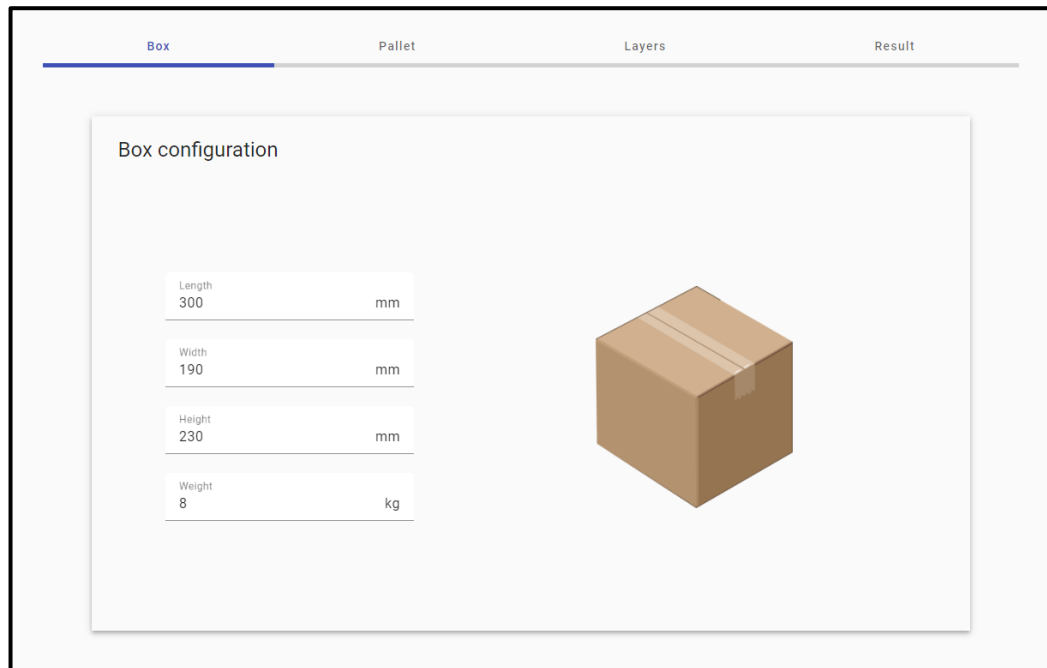 Box Pallet Layers Result
Box configuration
Length
300 mm
Width
190 mm
Height
230 mm
Weight
8 kg